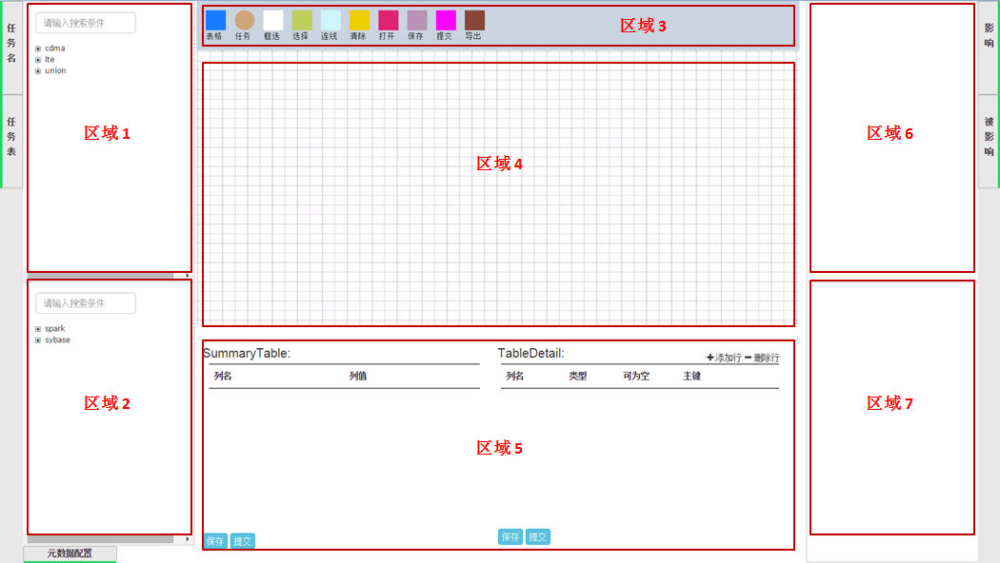 任务名
任务表
请输入搜索条件
cdma
lte
union
区域 1
请输入搜索条件
spark
sybase
区域 2
元数据配置
表格 任务 框选 选择 连线 清除 打开 保存 提交 导出
区域 3
区域 4
SummaryTable:
列名 列值
TableDetail:
添加行 删除行
列名 类型 可为空 主键
区域 5
保存 提交
保存 提交
区域 6
区域 7
影响
被影响